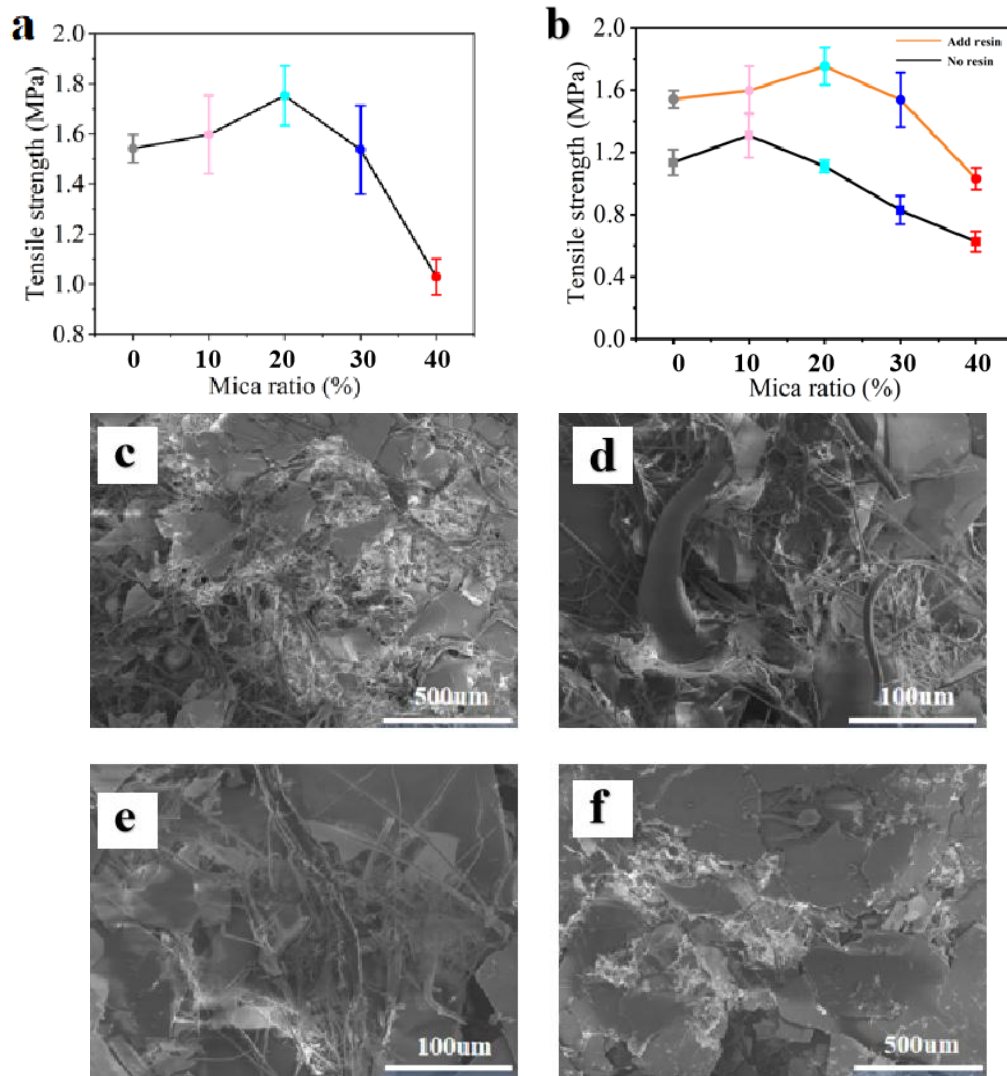 a
2.0
1.8
1.6
1.4
1.2
1.0
0.8
Tensile strength (MPa)
0 10 20 30 40
Mica ratio (%)
b
2.0
1.6
1.2
0.8
0.4
0.0
Tensile strength (MPa)
Add resin
No resin
0 10 20 30 40
Mica ratio (%)
c
500um
d
100um
e
100um
f
500um